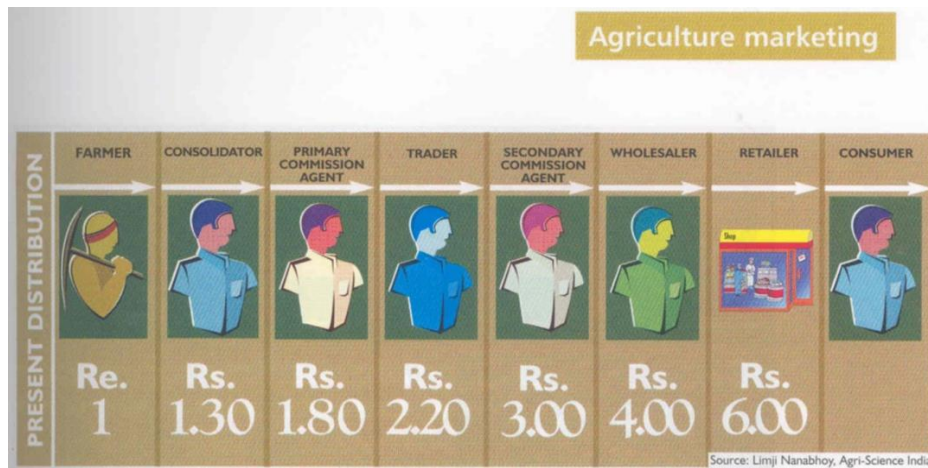 Agriculture marketing
PRESENT DISTRIBUTION
FARMER
CONSOLIDATOR
PRIMARY
COMMISSION
AGENT
TRADER
SECONDARY
COMMISSION
AGENT
WHOLESALER
RETAILER
CONSUMER
Shop
Re.
1
Rs.
1.30
Rs.
1.80
Rs.
2.20
Rs.
3.00
Rs.
4.00
Rs.
6.00
Source: Limji Nanabhoy, Agri-Science India